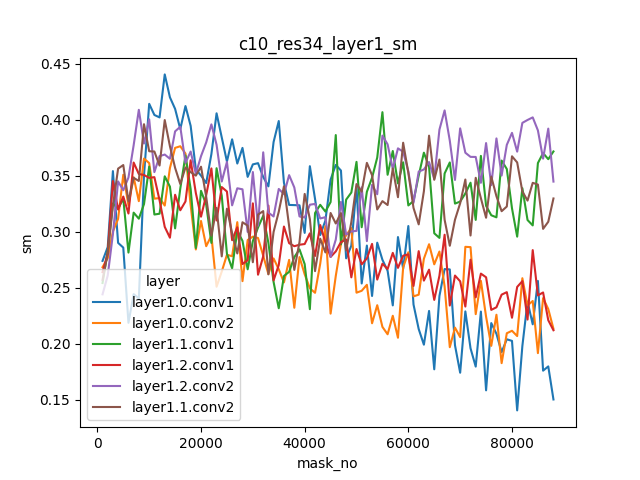 c10_res34_layer1_sm
0.45
0.40
0.35
0.30
0.25
0.20
0.15
sm
layer
layer1.0.conv1
layer1.0.conv2
layer1.1.conv1
layer1.2.conv1
layer1.2.conv2
layer1.1.conv2
0
20000
40000
60000
80000
mask_no